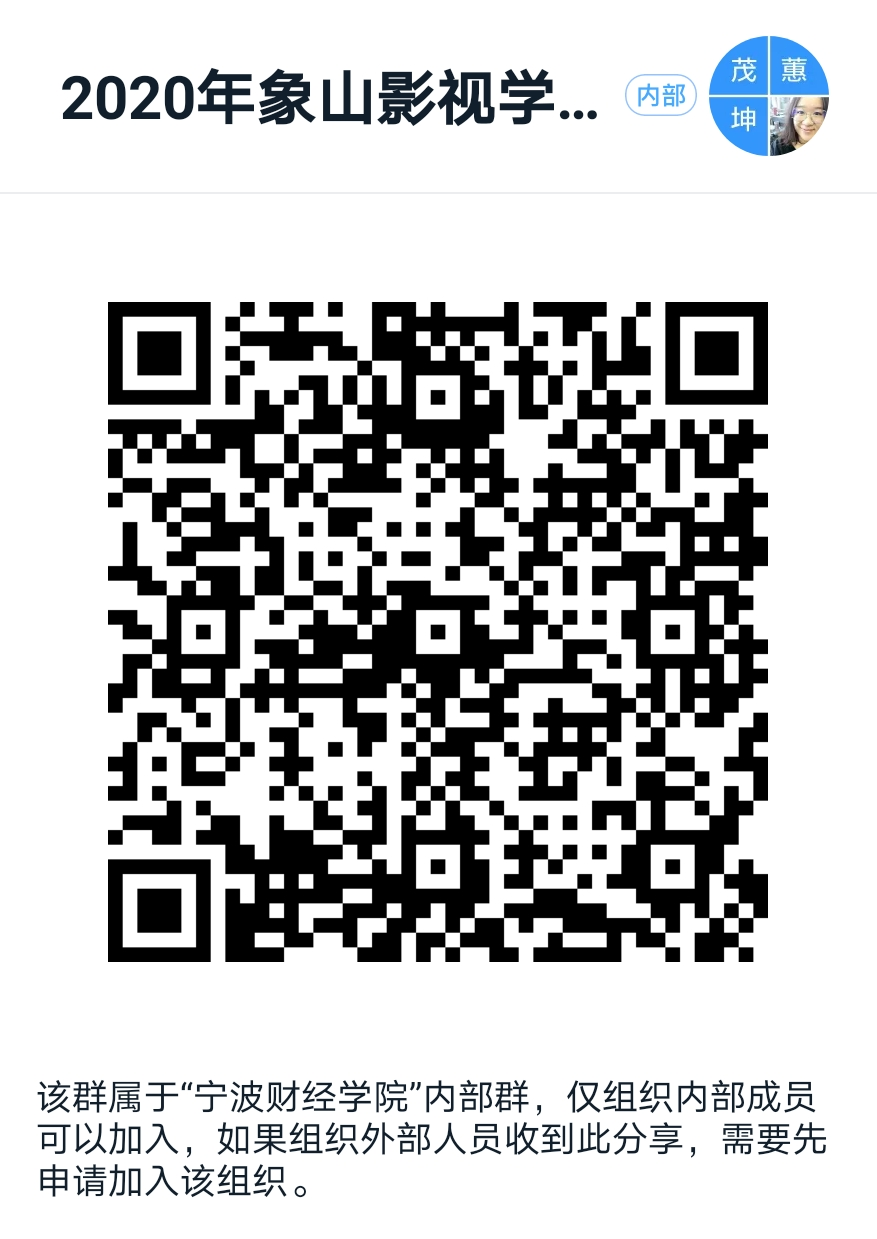 2020年象山影视学...
内部
茂 蕙
坤
该群属于“宁波财经学院”内部群，仅组织内部成员
可以加入，如果组织外部人员收到此分享，需要先
申请加入该组织。